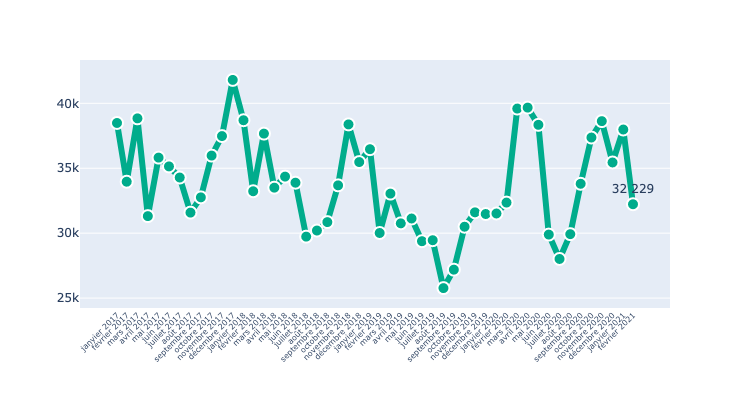 40k
35k
30k
25k
32 229
janvier 2017
février 2017
mars 2017
avril 2017
mai 2017
juin 2017
juillet 2017
août 2017
septembre 2017
octobre 2017
novembre 2017
décembre 2017
janvier 2018
février 2018
mars 2018
avril 2018
mai 2018
juin 2018
juillet 2018
août 2018
septembre 2018
octobre 2018
novembre 2018
décembre 2018
janvier 2019
février 2019
mars 2019
avril 2019
mai 2019
juin 2019
juillet 2019
août 2019
septembre 2019
octobre 2019
novembre 2019
décembre 2019
janvier 2020
février 2020
mars 2020
avril 2020
mai 2020
juin 2020
juillet 2020
août 2020
septembre 2020
octobre 2020
novembre 2020
décembre 2020
janvier 2021
février 2021